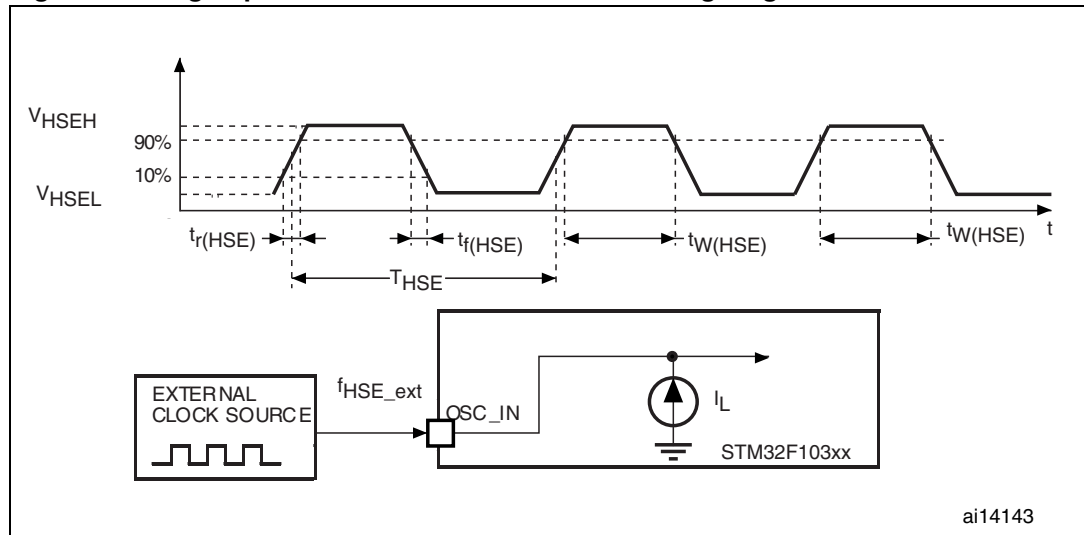 VHSEH
90%
10%
VHSEL
tr(HSE)
tf(HSE)
tW(HSE)
tW(HSE)
t
THSE
EXTERNAL
CLOCK SOURCE
fHSE_ext
OSC_IN
IL
STM32F103xx
ai14143